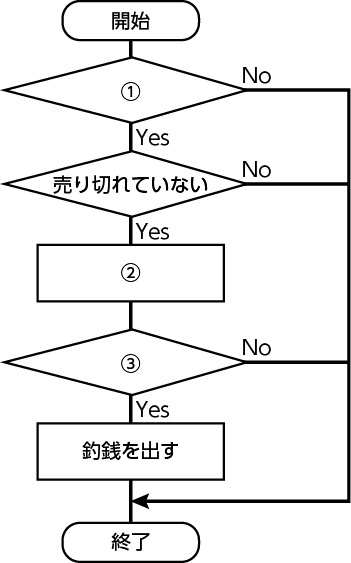 開始
①
No
Yes
売り切れていない
No
Yes
②
③
No
Yes
釣銭を出す
終了